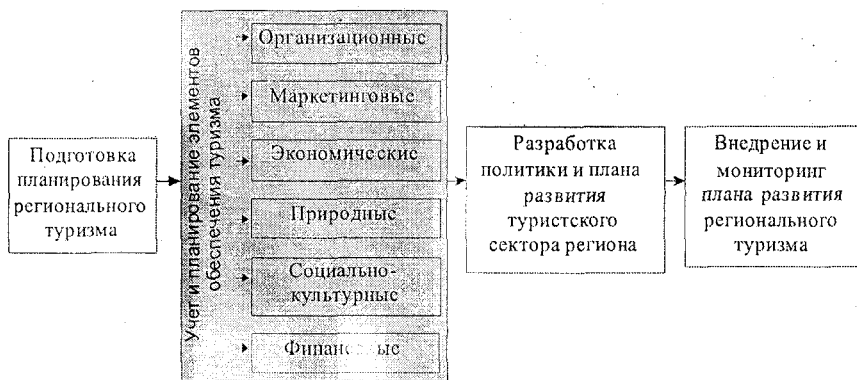 Подготовка
планирования
регионального
туризма
Учет и планирование элементов
обеспечения туризма
Организационные
Маркетинговые
Экономические
Природные
Социально-
культурные
Разработка
политики и плана
развития
туристского
сектора региона
Внедрение и
мониторинг
плана развития
регионального
туризма